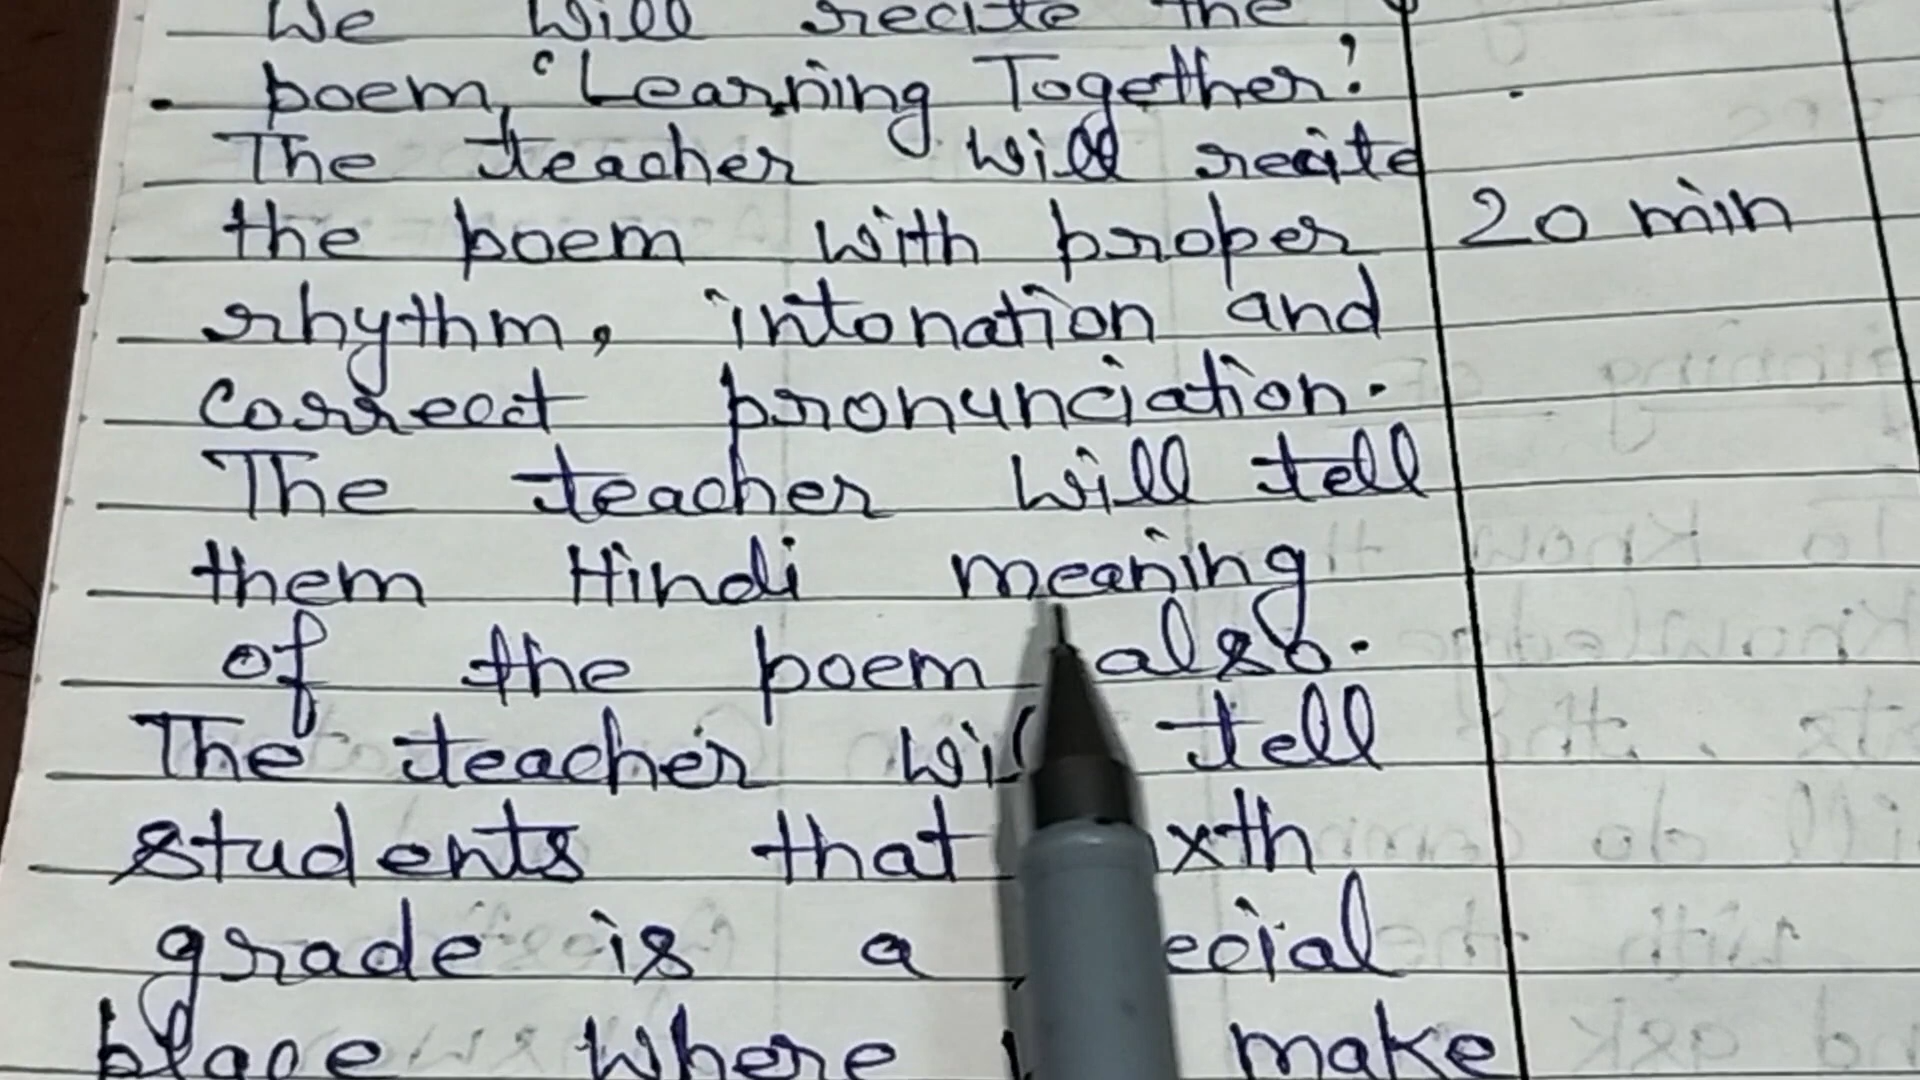 We will recite the
poem, 'Learning Together'.
The teacher will recite
the poem with proper 20 min
rhythm, intonation and
correct pronunciation.
The teacher will tell
them Hindi meaning
of the poem also.
The teacher tell
students that
grade is a
place where make